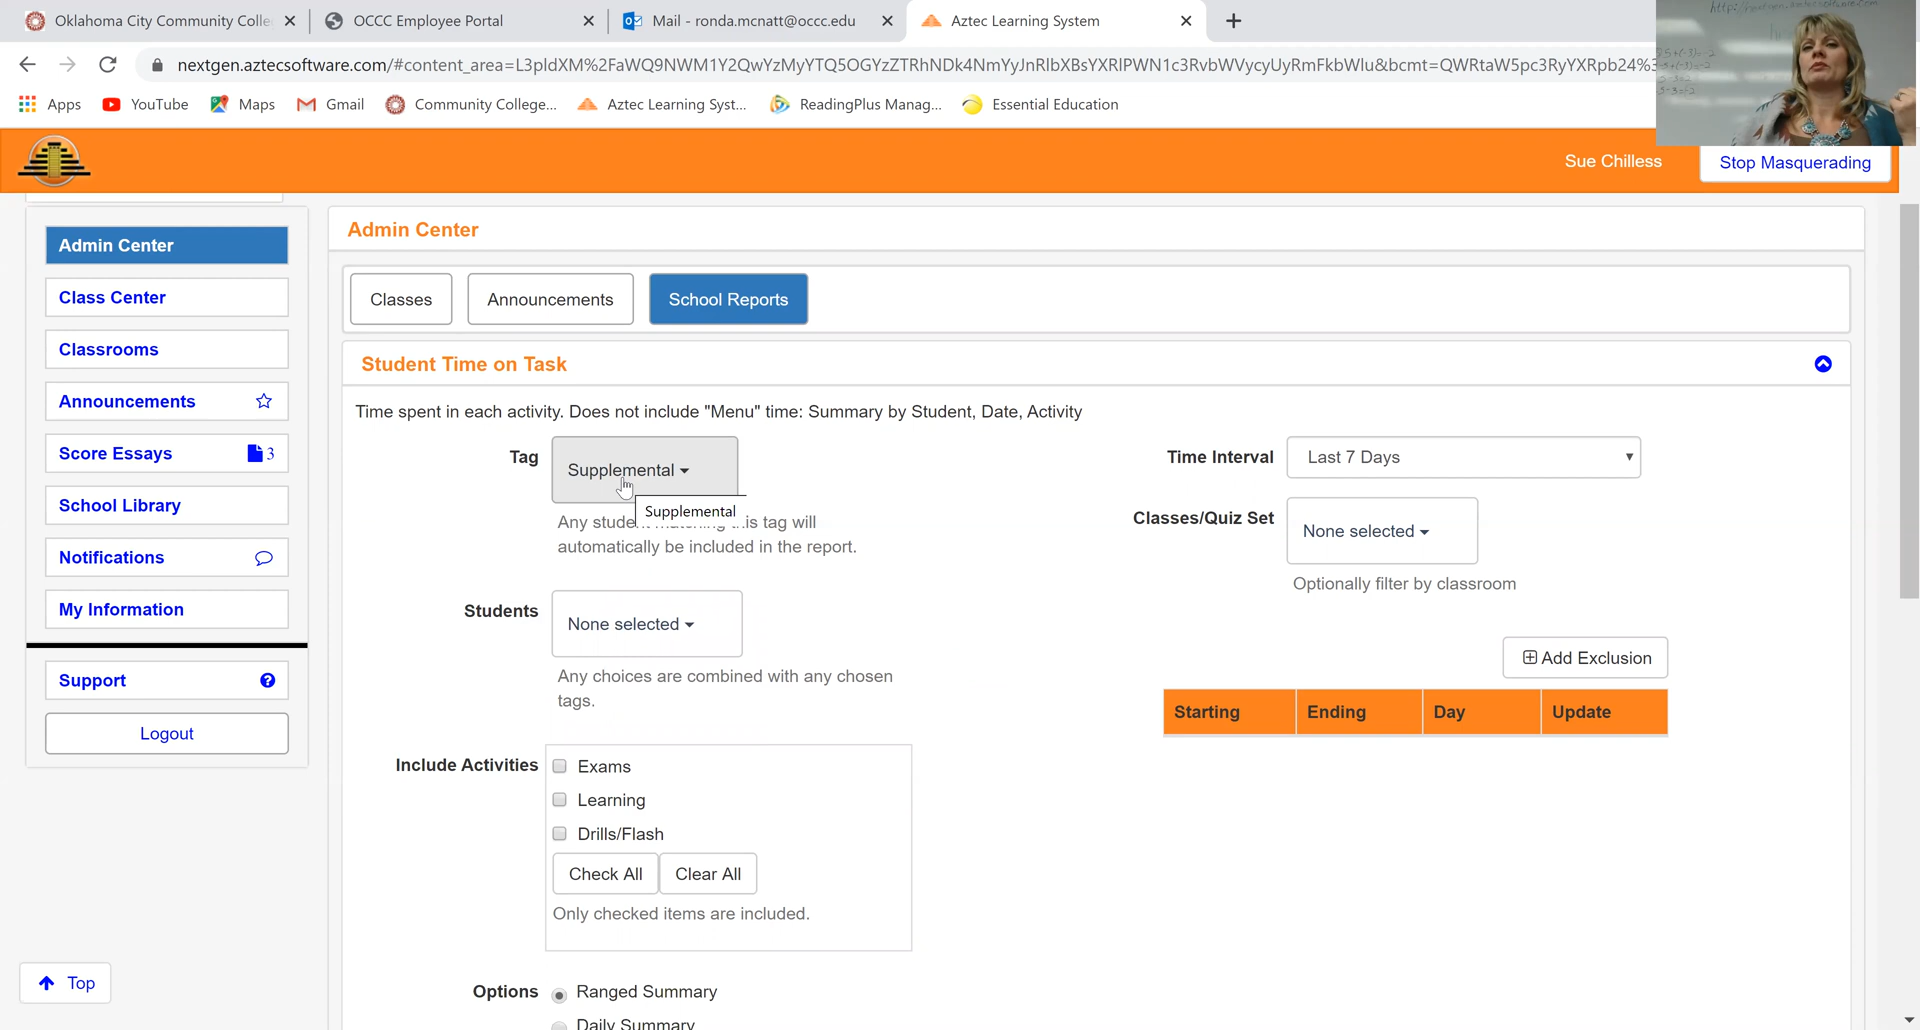 Oklahoma City Community Colle
OCCC Employee Portal
Mail - ronda.mcnatt@occc.edu
Aztec Learning System
nextgen.aztecsoftware.com/#content_area=L3pldXM%2FaWQ9NWM1Y2QwYzMyYTQ5OGYzZTRhNDk4NmYyJnRlbXBsYXRlPWN1c3RvbWVycyUyRmFkbWlu&bcmt=QWRtaW5pc3RyYXRpb24%3
Apps
YouTube
Maps
Gmail
Community College...
Aztec Learning Syst...
ReadingPlus Manag...
Essential Education
Sue Chilless
Stop Masquerading
Admin Center
Class Center
Classrooms
Announcements
Score Essays 3
School Library
Notifications
My Information
Support
Logout
Top
Admin Center
Classes
Announcements
School Reports
Student Time on Task
Time spent in each activity. Does not include "Menu" time: Summary by Student, Date, Activity
Tag
Supplemental
Supplemental
Any stude is tag will
automatically be included in the report.
Students
None selected
Any choices are combined with any chosen
tags.
Include Activities
Exams
Learning
Drills/Flash
Check All
Clear All
Only checked items are included.
Options
Ranged Summary
Daily Summary
Time Interval
Last 7 Days
Classes/Quiz Set
None selected
Optionally filter by classroom
Add Exclusion
Starting
Ending
Day
Update